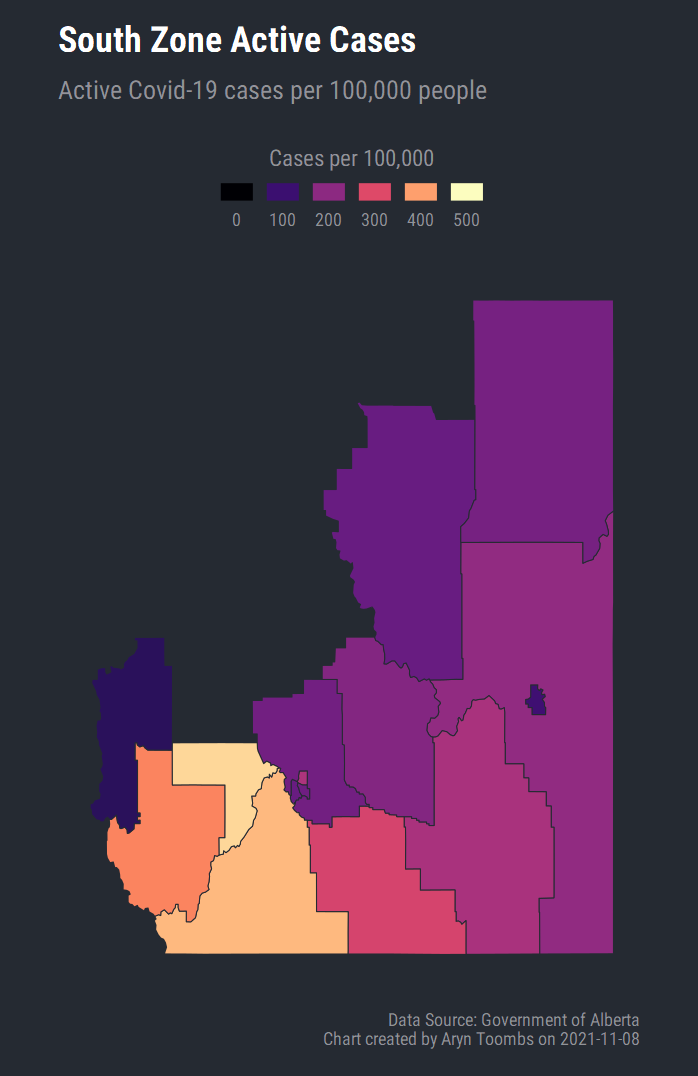 South Zone Active Cases
Active Covid-19 cases per 100,000 people
Cases per 100,000
0 100 200 300 400 500
Data Source: Government of Alberta
Chart created by Aryn Toombs on 2021-11-08